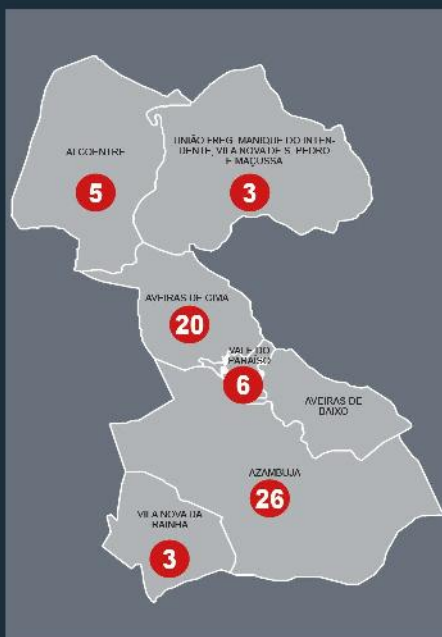 ALCOENTRE
5
UNIÃO FREG. MANIQUE DO INTEN-
DENTE, VILA NOVA DE S. PEDRO
E MAÇUSSA
3
AVEIRAS DE CIMA
20
VALE DO
PARAÍSO
6
AVEIRAS DE
BAIXO
AZAMBUJA
26
VILA NOVA DA
RAINHA
3